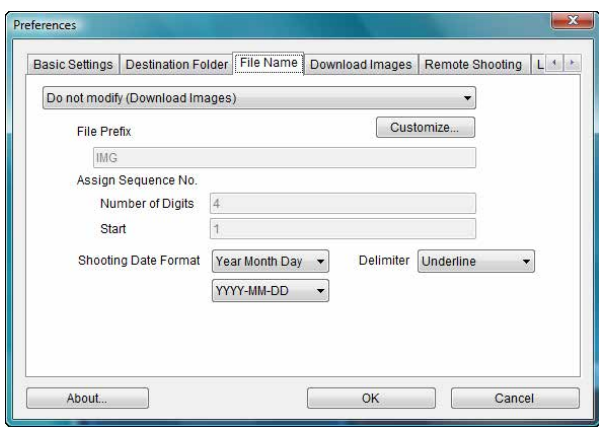 Preferences
Basic Settings Destination Folder File Name Download Images Remote Shooting L
Do not modify (Download Images)
File Prefix Customize...
IMG
Assign Sequence No.
Number of Digits 4
Start 1
Shooting Date Format Year Month Day Delimiter Underline
YYYY-MM-DD
About... OK Cancel